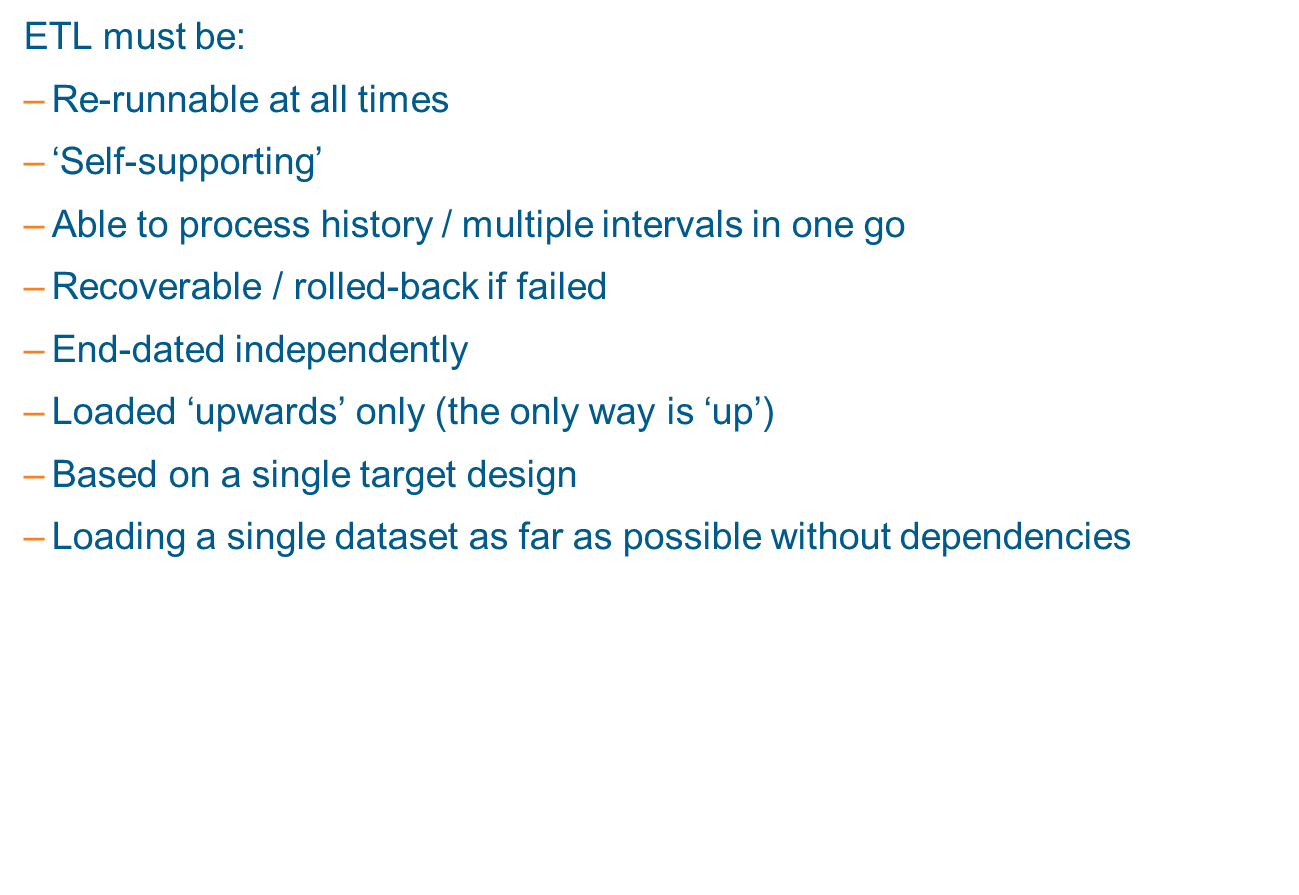 ETL must be:
– Re-runnable at all times
– ‘Self-supporting’
– Able to process history / multiple intervals in one go
– Recoverable / rolled-back if failed
– End-dated independently
– Loaded ‘upwards’ only (the only way is ‘up’)
– Based on a single target design
– Loading a single dataset as far as possible without dependencies